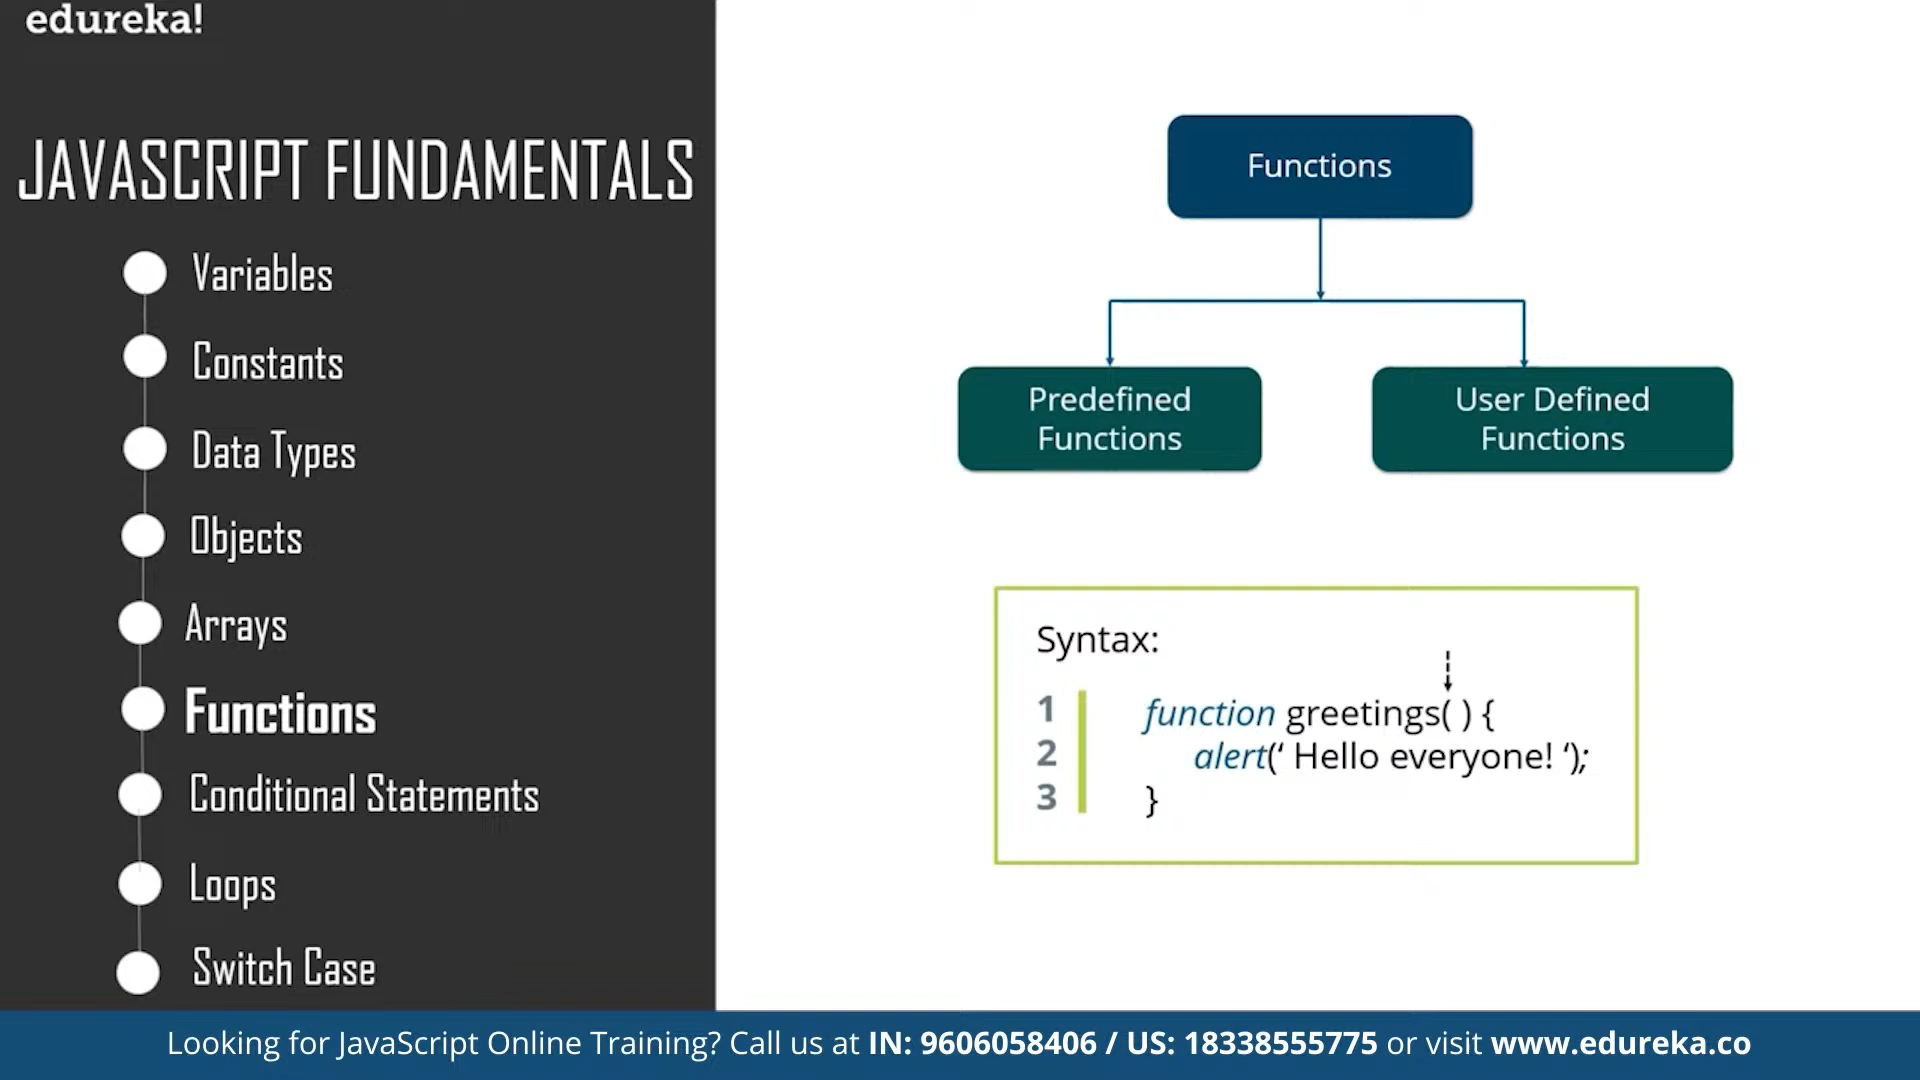 edureka!
JAVASCRIPT FUNDAMENTALS
Variables
Constants
Data Types
Objects
Arrays
Functions
Conditional Statements
Loops
Switch Case
Functions
Predefined
Functions
User Defined
Functions
Syntax:
1 function greetings( ) {
2 alert(‘ Hello everyone! ‘);
3 }
Looking for JavaScript Online Training? Call us at IN: 9606058406 / US: 18338555775 or visit www.edureka.co